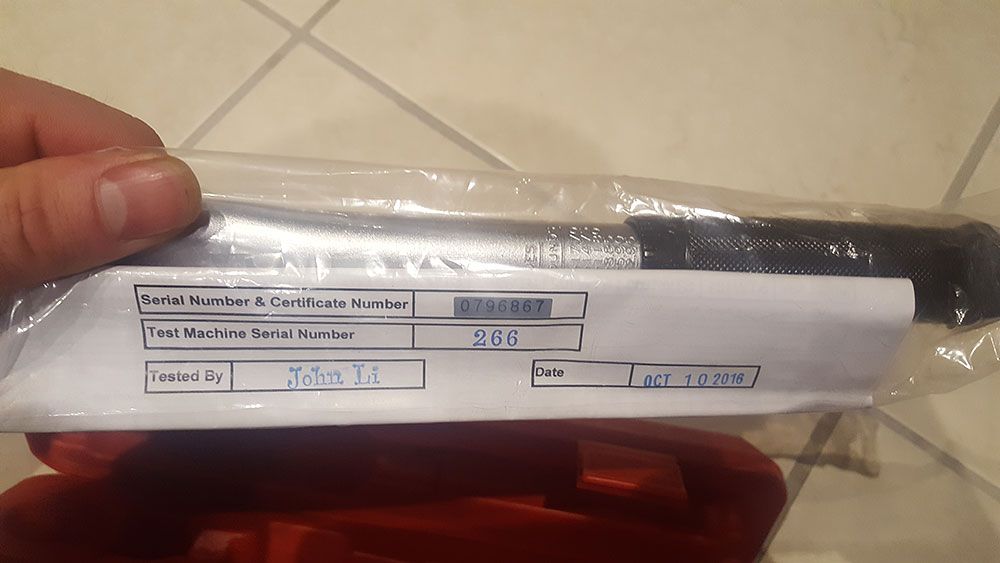 Serial Number & Certificate Number 0796867
Test Machine Serial Number 266
Tested By John Li Date OCT 10 2016